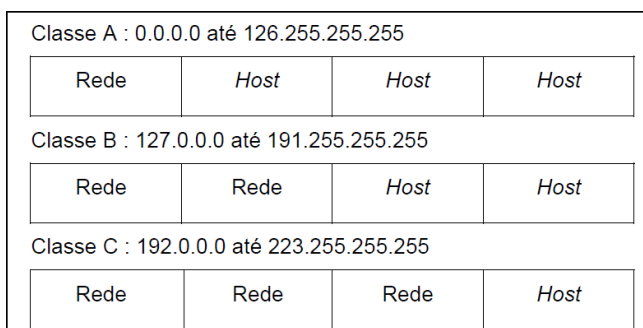 Classe A : 0.0.0.0 até 126.255.255.255
Rede Host Host Host
Classe B : 127.0.0.0 até 191.255.255.255
Rede Rede Host Host
Classe C : 192.0.0.0 até 223.255.255.255
Rede Rede Rede Host